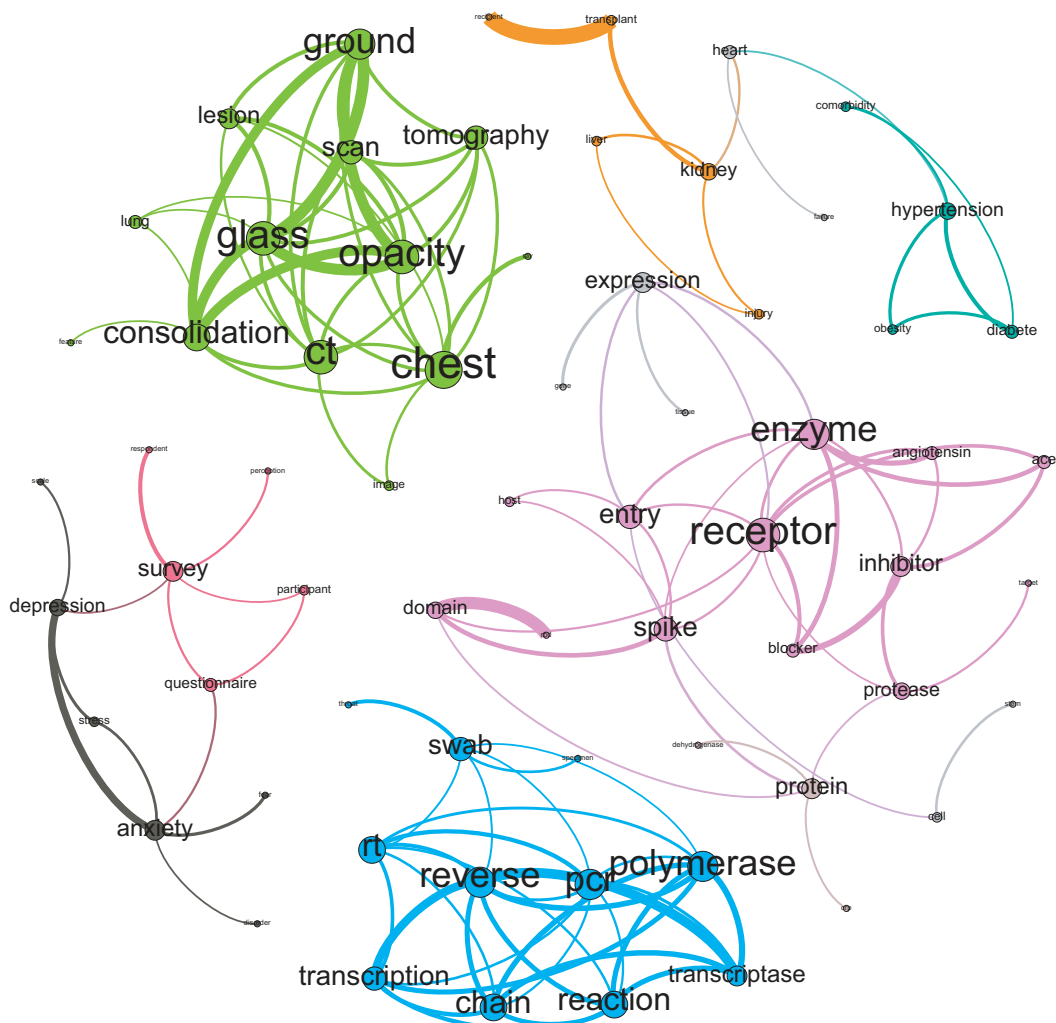 recipient
transplant
ground
heart
comorbidity
lesion
scan
tomography
liver
kidney
lung
hypertension
failure
glass
opacity
expression
injury
consolidation
obesity
diabete
feature
ct
chest
gene
tissue
enzyme
respondent
perception
angiotensin
ace
scale
image
host
entry
receptor
inhibitor
survey
depression
participant
domain
target
spike
blocker
questionnaire
protease
stress
throat
stem
swab
dehydrogenase
specimen
protein
fear
cell
anxiety
rt
reverse
pcr
polymerase
disorder
transcription
transcriptase
chain
reaction